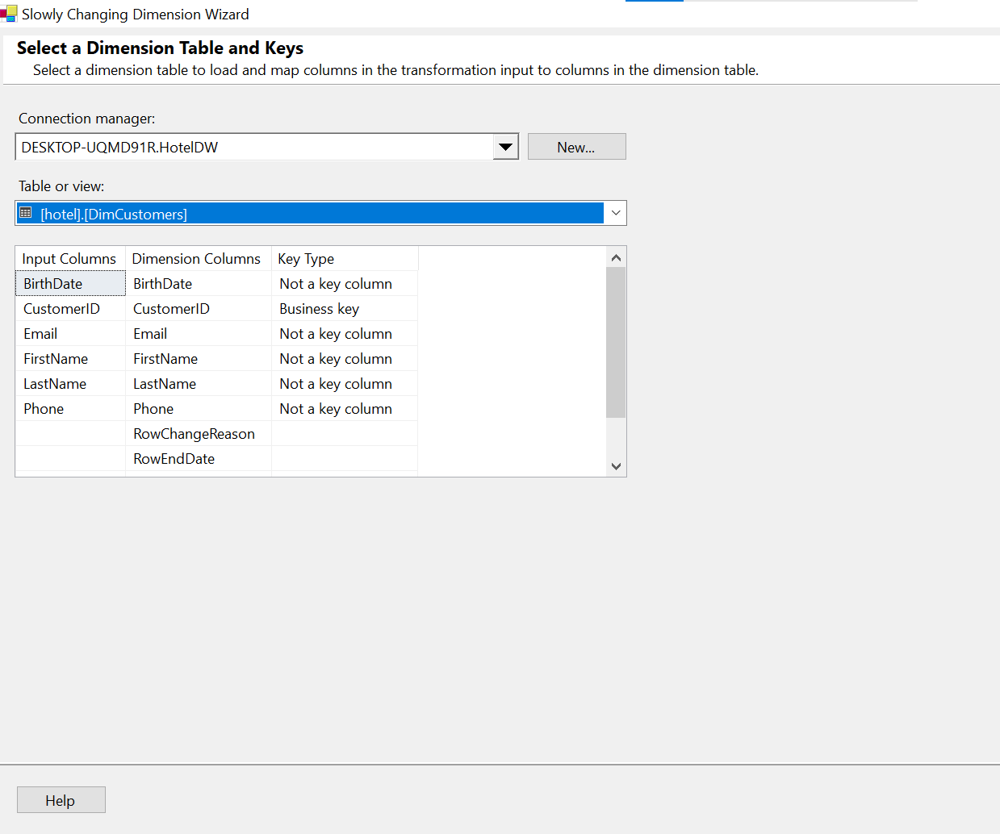 Slowly Changing Dimension Wizard
Select a Dimension Table and Keys
Select a dimension table to load and map columns in the transformation input to columns in the dimension table.
Connection manager:
DESKTOP-UQMD91R.HotelDW
New...
Table or view:
[hotel].[DimCustomers]
Input Columns Dimension Columns Key Type
BirthDate BirthDate Not a key column
CustomerID CustomerID Business key
Email Email Not a key column
FirstName FirstName Not a key column
LastName LastName Not a key column
Phone Phone Not a key column
RowChangeReason
RowEndDate
Help